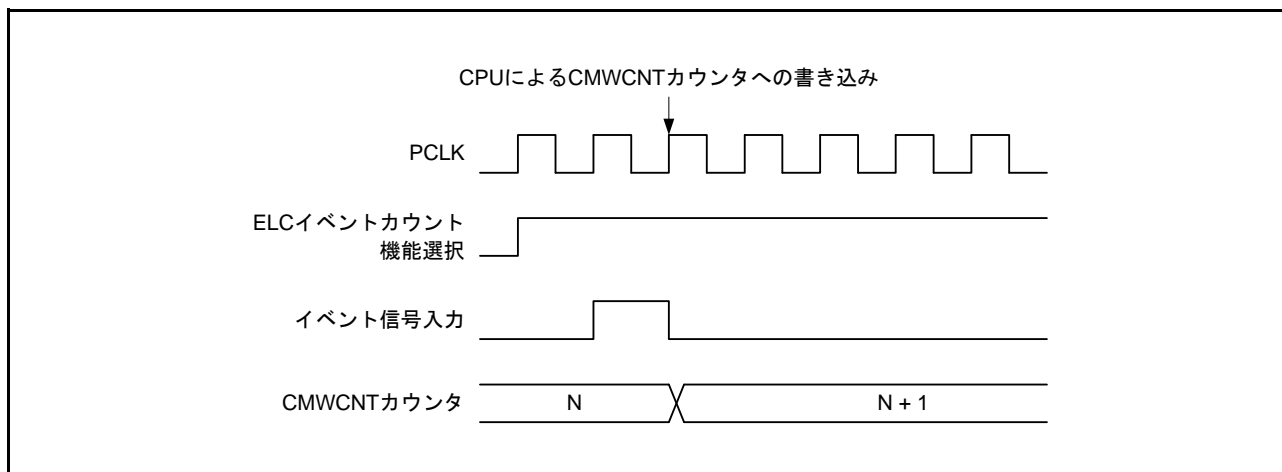 CPUによるCMWCNTカウンタへの書き込み
PCLK
ELCイベントカウント
機能選択
イベント信号入力
CMWCNTカウンタ
N
N + 1